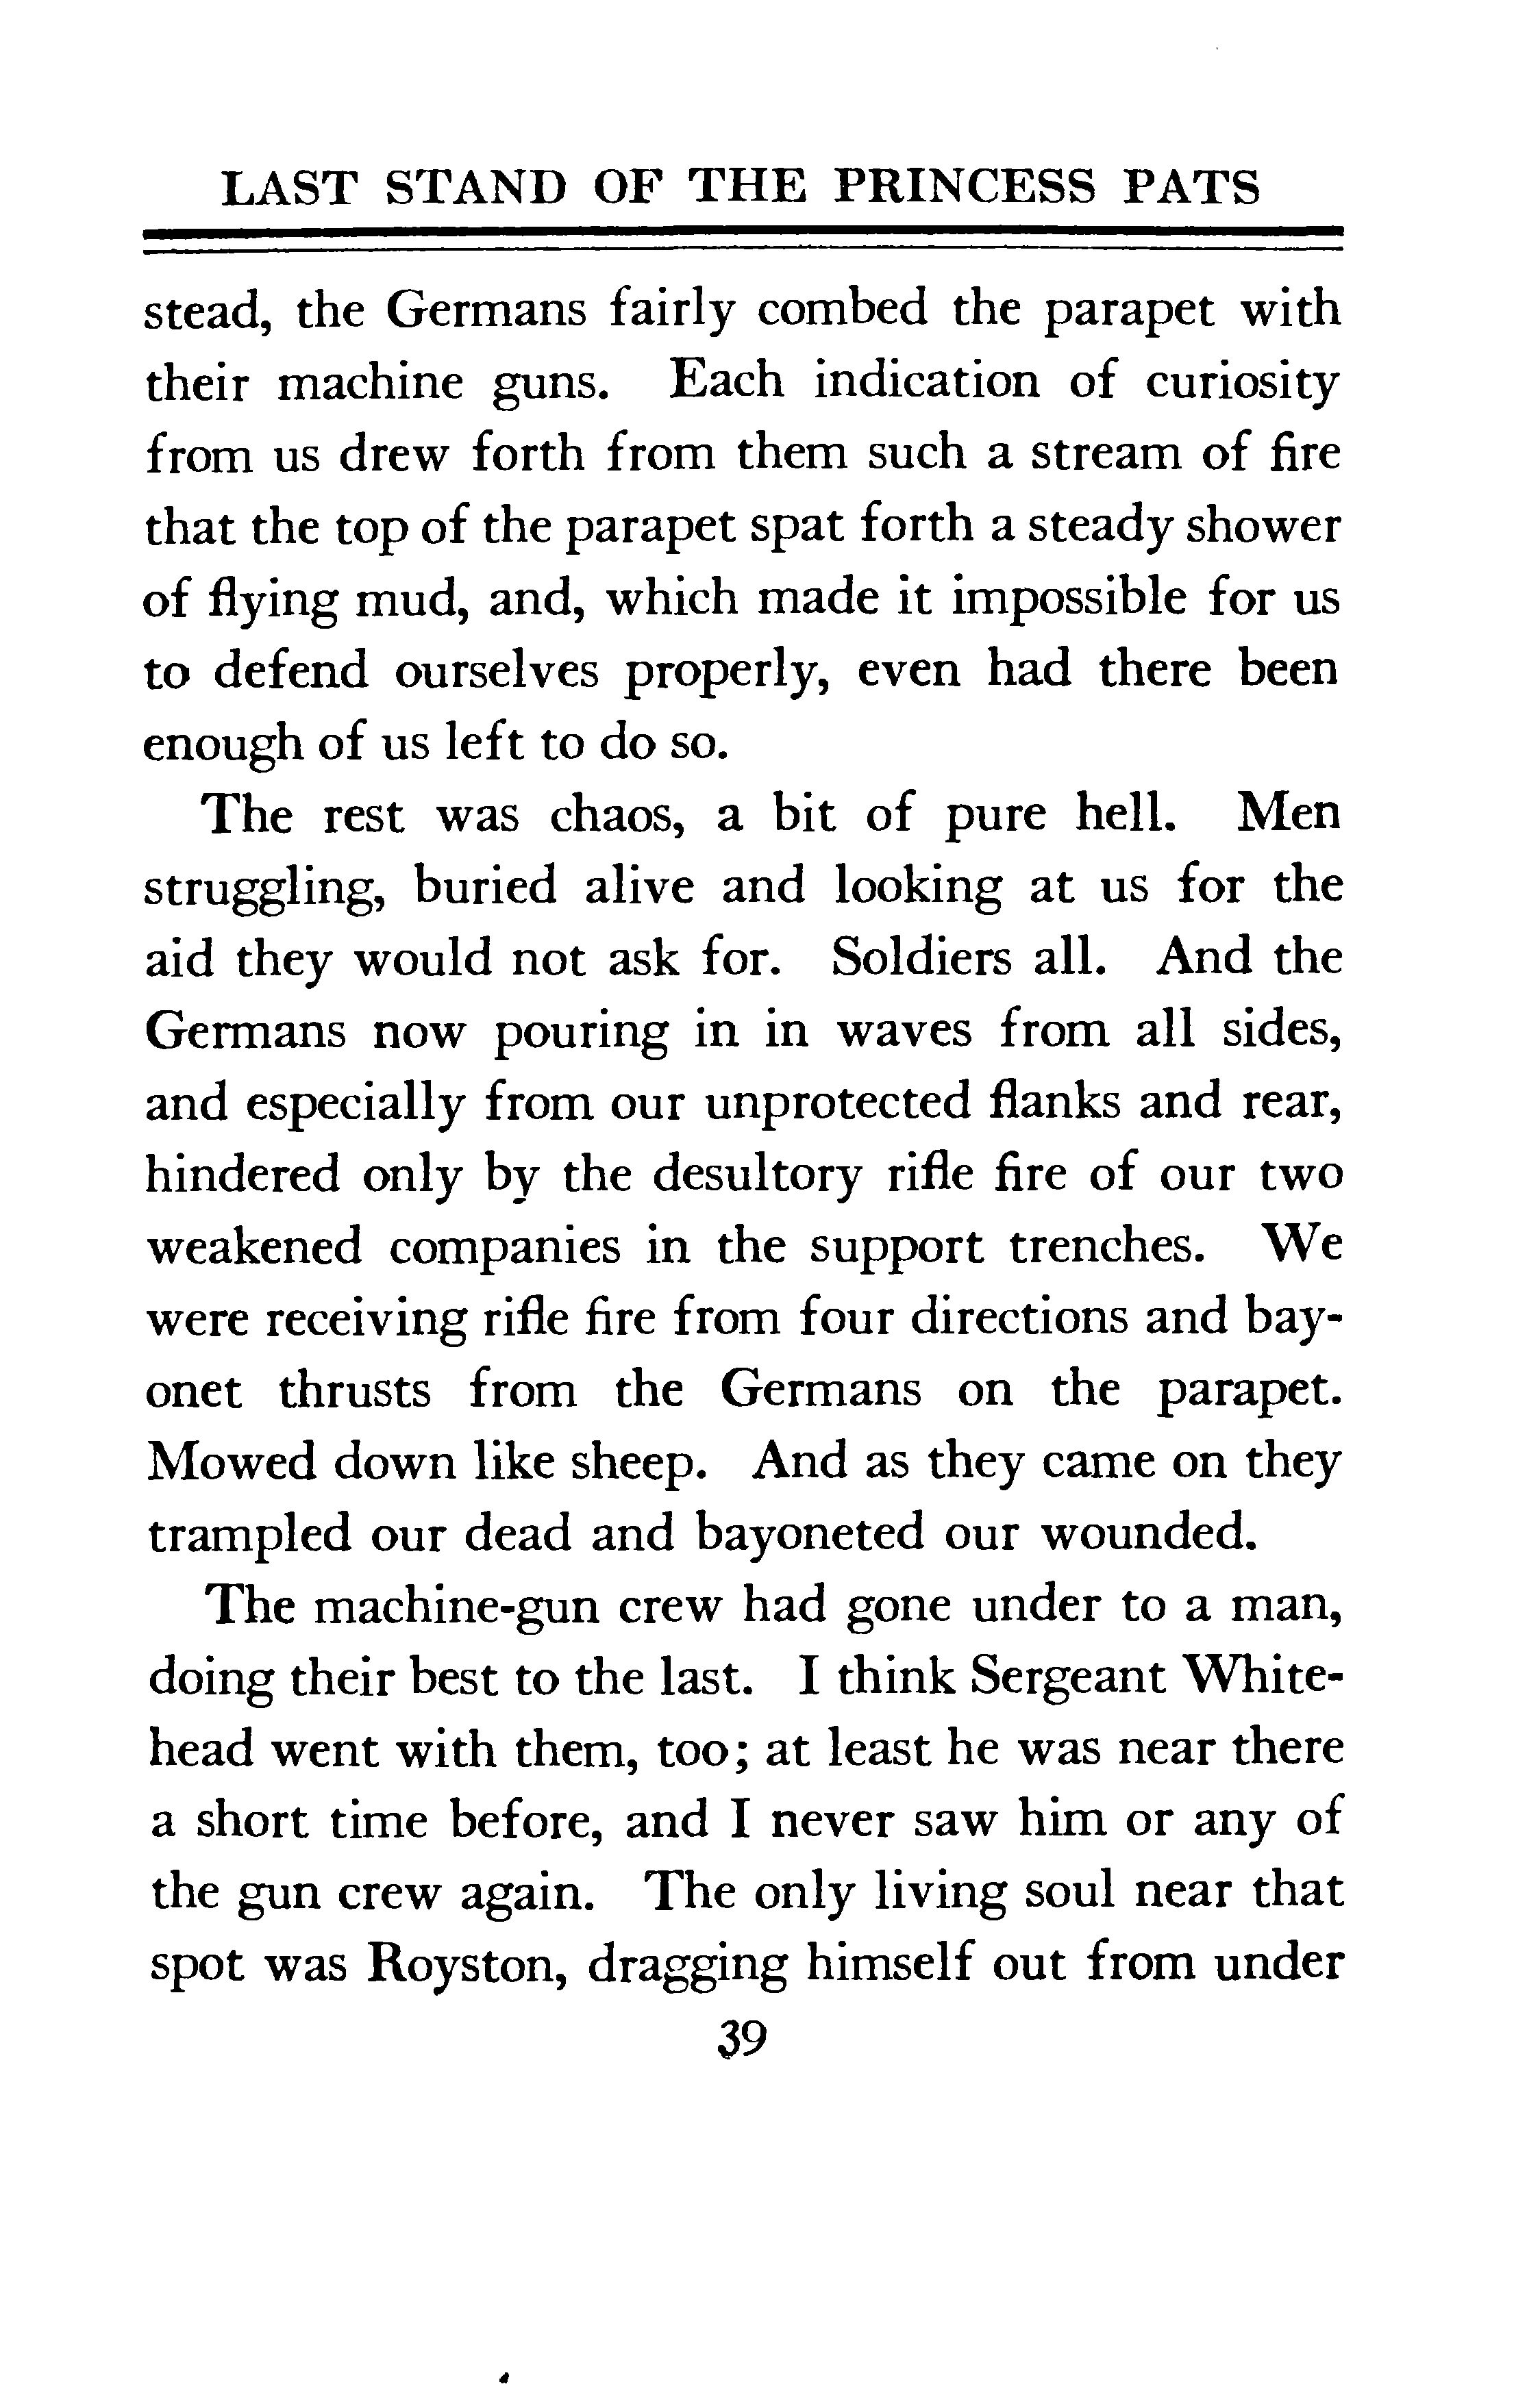 LAST STAND OF THE PRINCESS PATS
stead, the Germans fairly combed the parapet with
their machine guns. Each indication of curiosity
from us drew forth from them such a stream of fire
that the top of the parapet spat forth a steady shower
of flying mud, and, which made it impossible for us
to defend ourselves properly, even had there been
enough of us left to do so.
The rest was chaos, a bit of pure hell. Men
struggling, buried alive and looking at us for the
aid they would not ask for. Soldiers all. And the
Germans now pouring in in waves from all sides,
and especially from our unprotected flanks and rear,
hindered only by the desultory rifle fire of our two
weakened companies in the support trenches. We
were receiving rifle fire from four directions and bay-
onet thrusts from the Germans on the parapet.
Mowed down like sheep. And as they came on they
trampled our dead and bayoneted our wounded.
The machine-gun crew had gone under to a man,
doing their best to the last. I think Sergeant White-
head went with them, too; at least he was near there
a short time before, and I never saw him or any of
the gun crew again. The only living soul near that
spot was Royston, dragging himself out from under
39